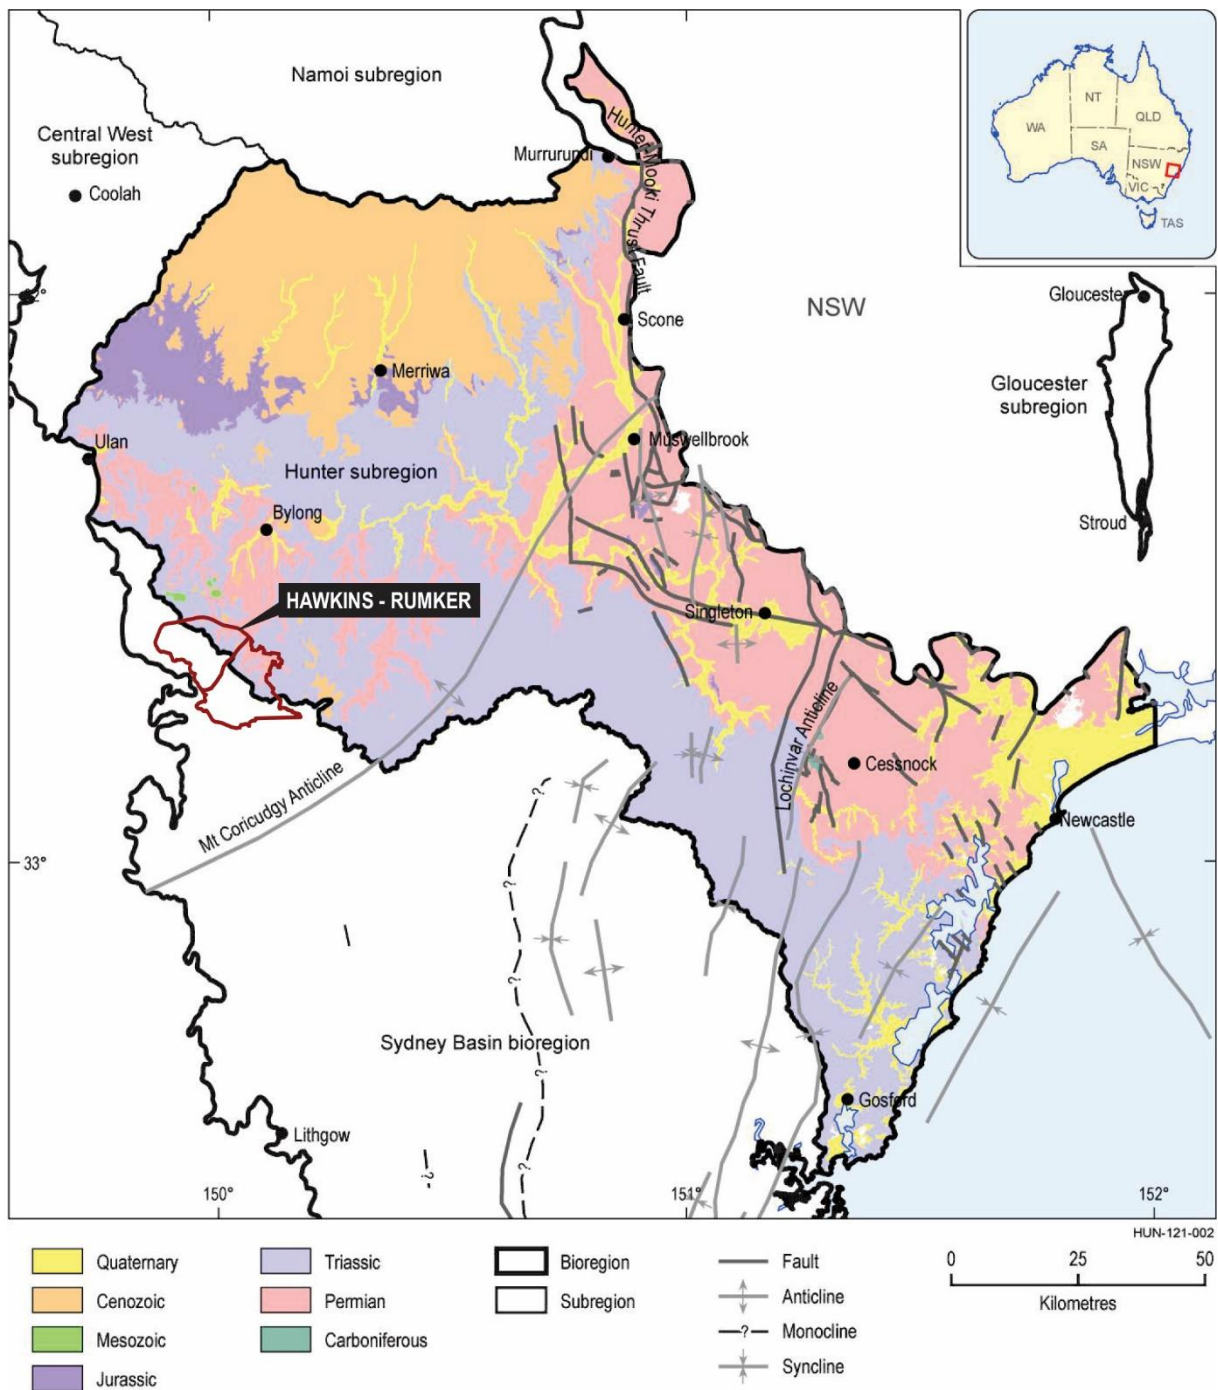 Namoi subregion
Central West
subregion
Coolah
Murrurundi
Hunter Mooki Thrust Fault
NT
WA
QLD
SA
NSW
VIC
TAS
NSW
Gloucester
Scone
Merriwa
Gloucester
subregion
Ulan
Muswellbrook
Hunter subregion
Bylong
Stroud
HAWKINS - RUMKER
Singleton
Lochinvar Anticline
Cessnock
Mt Coricudgy Anticline
?
Newcastle
33°
?
?
Sydney Basin bioregion
?
Gosford
Lithgow
?
?
150°
151°
152°
HUN-121-002
Quaternary
Cenozoic
Mesozoic
Jurassic
Triassic
Permian
Carboniferous
Bioregion
Subregion
Fault
Anticline
?
Monocline
Syncline
0 25 50
Kilometres